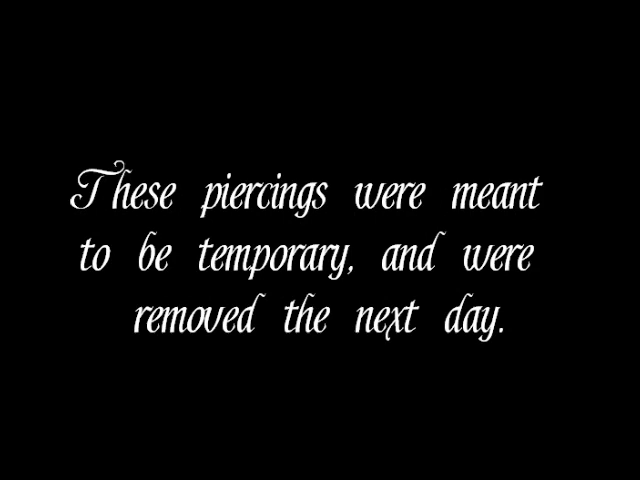 These piercings were meant
to be temporary, and were
removed the next day.